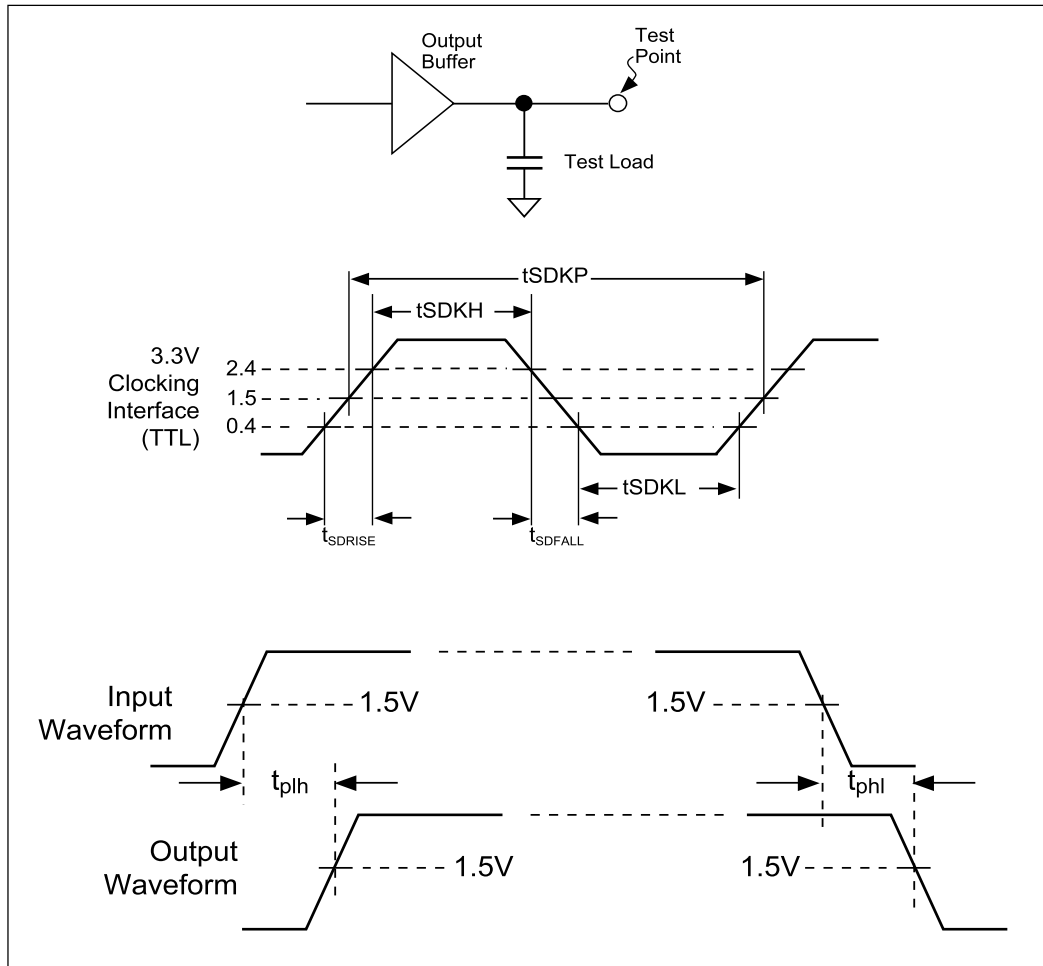 Output
Buffer
Test
Point
Test Load
tSDKP
tSDKH
3.3V
Clocking
Interface
(TTL)
2.4
1.5
0.4
tSDKL
tSDRISE
tSDFALL
Input
Waveform
1.5V
1.5V
tplh
tphl
Output
Waveform
1.5V
1.5V